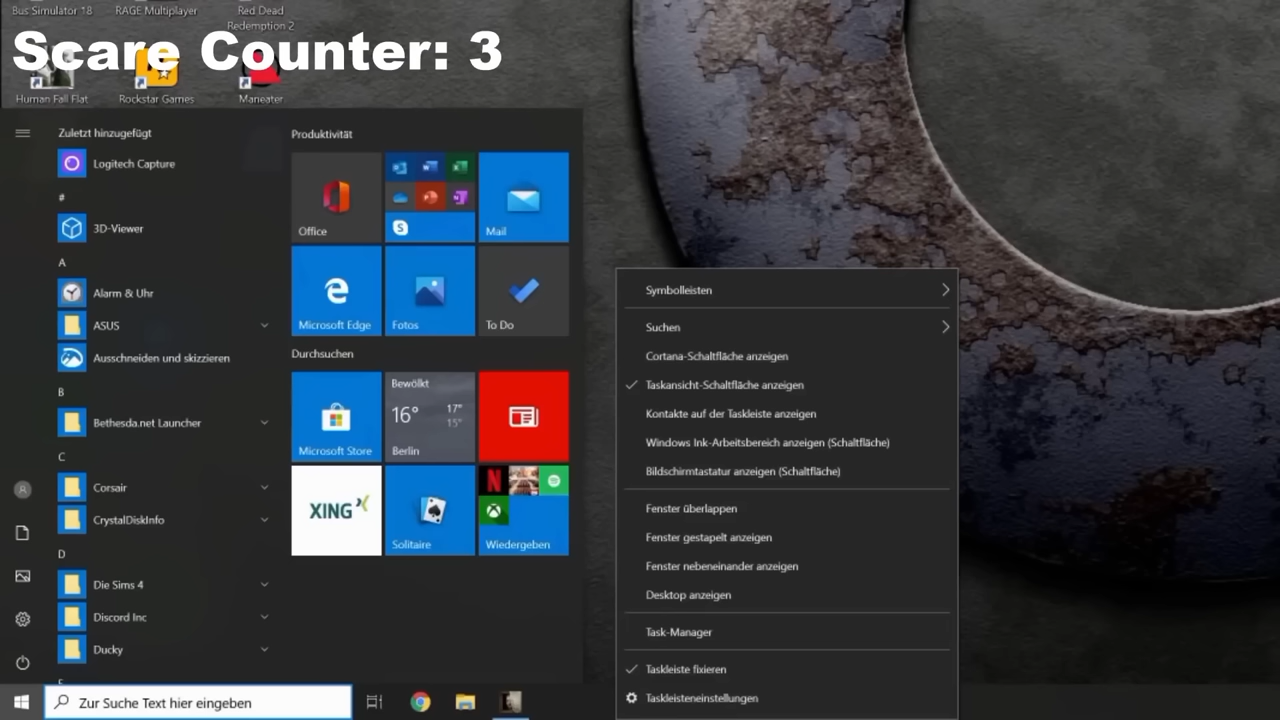 Bus Simulator 18
RAGE Multiplayer
Red Dead
Redemption 2
Scare Counter: 3
Human Fall Flat
Rockstar Games
Maneater
Zuletzt hinzugefügt
Logitech Capture
#
3D-Viewer
A
Alarm & Uhr
ASUS
Ausschneiden und skizzieren
B
Bethesda.net Launcher
C
Corsair
CrystalDiskInfo
D
Die Sims 4
Discord Inc
Ducky
Produktivität
Office
Mail
Microsoft Edge
Fotos
To Do
Durchsuchen
Microsoft Store
Bewölkt
16°
17°
15°
Berlin
XING
Solitaire
Wiedergeben
Symbolleisten
Suchen
Cortana-Schaltfläche anzeigen
Taskansicht-Schaltfläche anzeigen
Kontakte auf der Taskleiste anzeigen
Windows Ink-Arbeitsbereich anzeigen (Schaltfläche)
Bildschirmtastatur anzeigen (Schaltfläche)
Fenster überlappen
Fenster gestapelt anzeigen
Fenster nebeneinander anzeigen
Desktop anzeigen
Task-Manager
Taskleiste fixieren
Taskleisteneinstellungen
Zur Suche Text hier eingeben